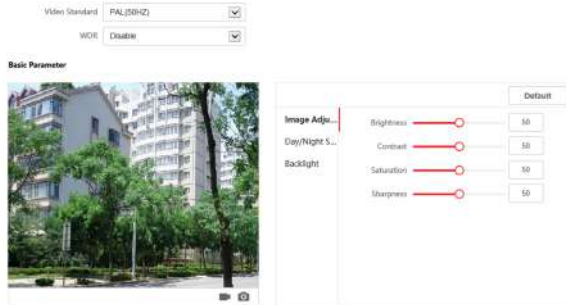 Video Standard PAL(50HZ)
WDR Disable
Basic Parameter
Default
Image Adju...
Day/Night S...
Backlight
Brightness 50
Contrast 50
Saturation 50
Sharpness 50